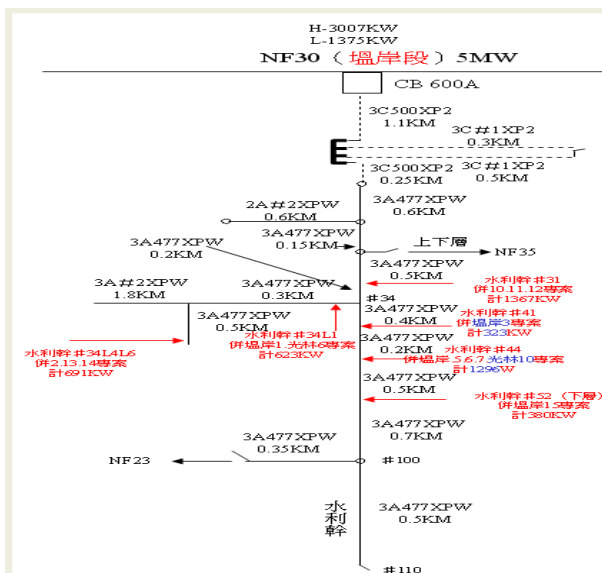 H-3007KW
L-1375KW
NF30（塭岸段）5MW
CB 600A
3C500XP2
1.1KM
3C#1XP2
0.3KM
3C500XP2
0.25KM
3C#1XP2
0.5KM
2A#2XPW
0.6KM
3A477XPW
0.6KM
3A477XPW
0.15KM
上下層
NF35
3A477XPW
0.2KM
3A477XPW
0.5KM
水利幹#31
併10.11.12專案
計1367KW
3A#2XPW
1.8KM
3A477XPW
0.3KM
#34
3A477XPW
0.5KM
水利幹#34L1
併塭岸1.光林6專案
計623KW
3A477XPW
0.4KM
水利幹#41
併塭岸3專案
計323KW
水利幹#34L4L6
併2.13.14專案
計691KW
3A477XPW
0.2KM
水利幹#44
併塭岸.5.6.7光林10專案
計1296W
3A477XPW
0.5KM
水利幹#52（下層）
併塭岸15專案
計380KW
3A477XPW
0.7KM
3A477XPW
0.35KM
NF23
#100
水利幹
3A477XPW
0.5KM
#110